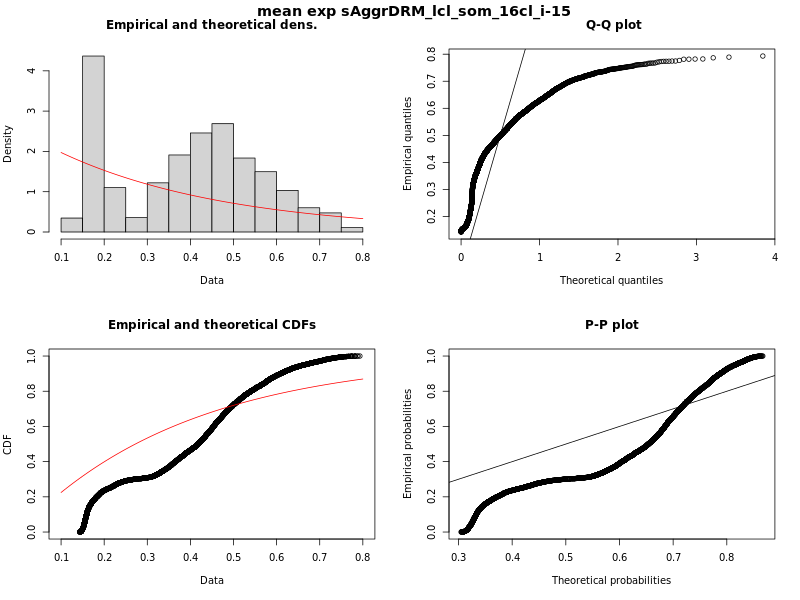 mean exp sAggrDRM_lcl_som_16cl_i-15
Empirical and theoretical dens.
Density
0 1 2 3 4
0.1 0.2 0.3 0.4 0.5 0.6 0.7 0.8
Data
Q-Q plot
Empirical quantiles
0.2 0.3 0.4 0.5 0.6 0.7 0.8
0 1 2 3 4
Theoretical quantiles
Empirical and theoretical CDFs
CDF
0.0 0.2 0.4 0.6 0.8 1.0
0.1 0.2 0.3 0.4 0.5 0.6 0.7 0.8
Data
P-P plot
Empirical probabilities
0.0 0.2 0.4 0.6 0.8 1.0
0.3 0.4 0.5 0.6 0.7 0.8
Theoretical probabilities